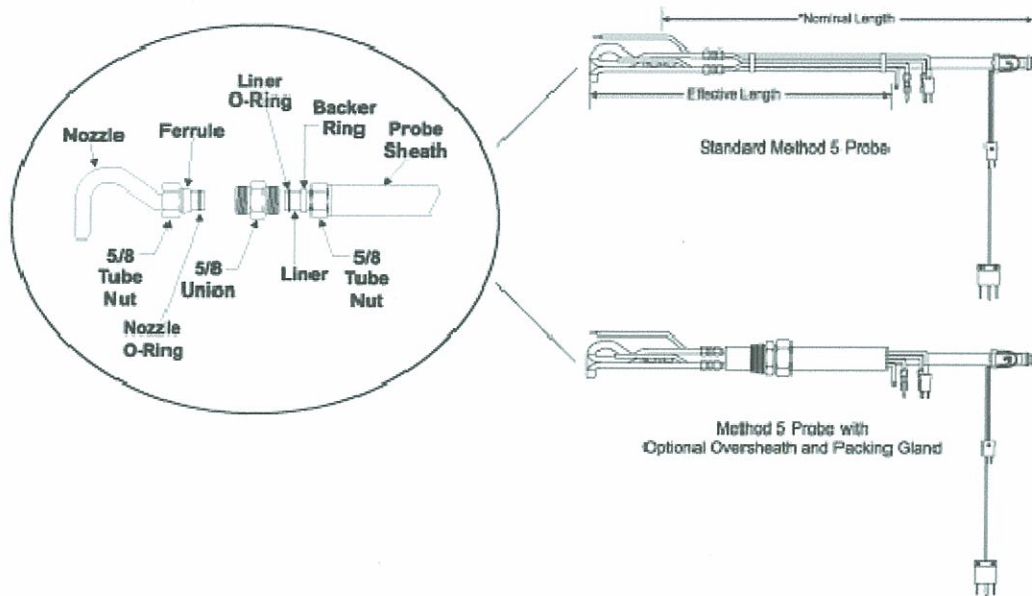 *Nominal Length
Effective Length
Standard Method 5 Probe
Liner
O-Ring
Backer
Ring
Nozzle
Ferrule
Probe
Sheath
5/8
Tube
Nut
5/8
Union
Liner
5/8
Tube
Nut
Nozzle
O-Ring
Method 5 Probe with
Optional Oversheath and Packing Gland